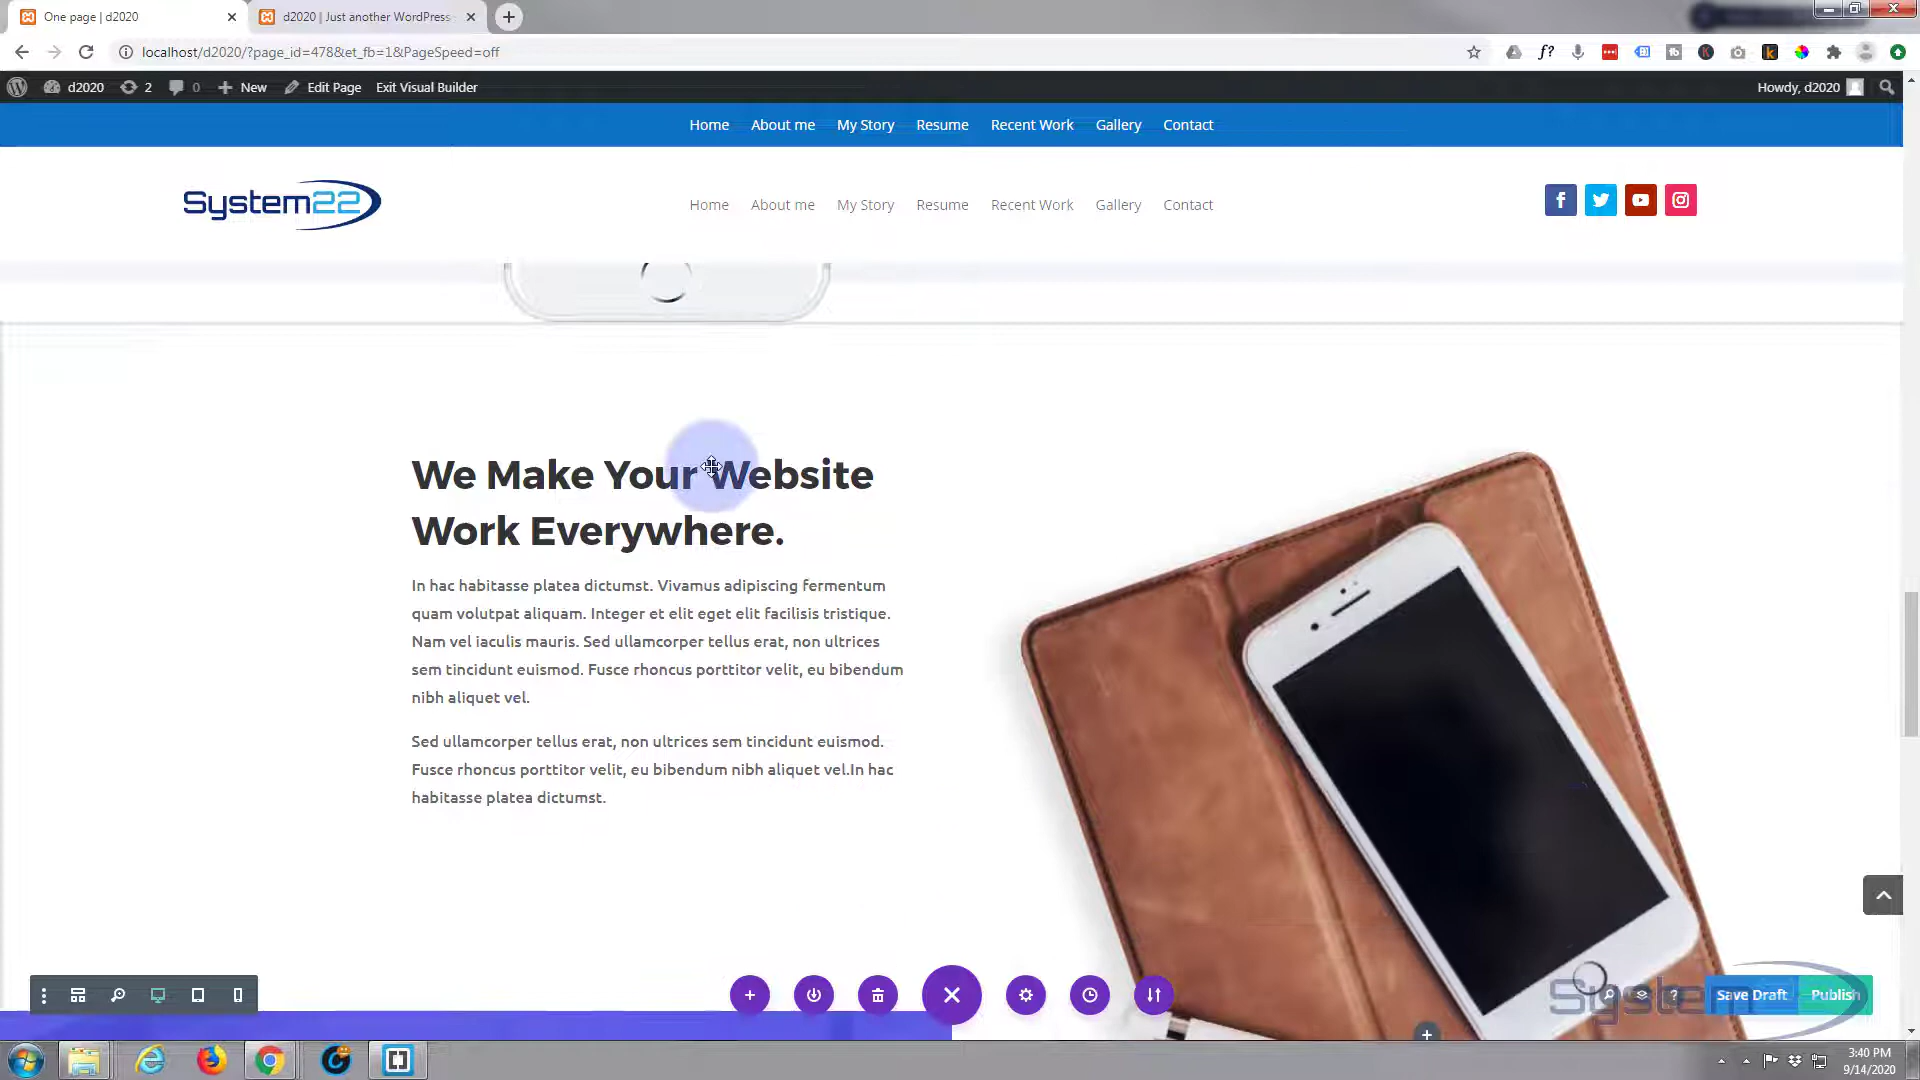 One page | d2020
d2020 | Just another WordPress
localhost/d2020/?page_id=478&et_fb=1&PageSpeed=off
d2020
2
0
New
Edit Page
Exit Visual Builder
Howdy, d2020
Home About me My Story Resume Recent Work Gallery Contact
System22
Home About me My Story Resume Recent Work Gallery Contact
We Make Your Website
Work Everywhere.
In hac habitasse platea dictumst. Vivamus adipiscing fermentum
quam volutpat aliquam. Integer et elit eget elit facilisis tristique.
Nam vel iaculis mauris. Sed ullamcorper tellus erat, non ultrices
sem tincidunt euismod. Fusce rhoncus porttitor velit, eu bibendum
nibh aliquet vel.
Sed ullamcorper tellus erat, non ultrices sem tincidunt euismod.
Fusce rhoncus porttitor velit, eu bibendum nibh aliquet vel.In hac
habitasse platea dictumst.
Save Draft
Publish
3:40 PM
9/14/2020